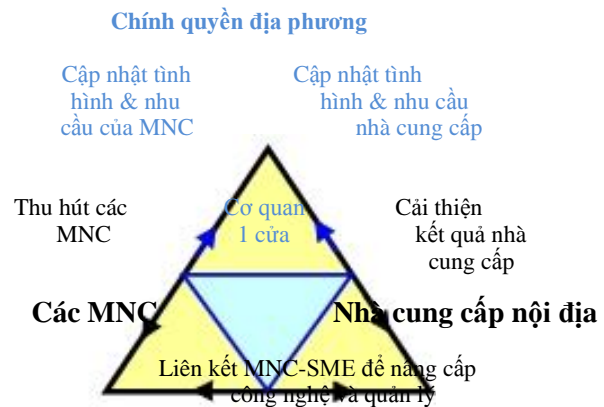 Chính quyền địa phương
Cập nhật tình
hình & nhu
cầu của MNC
Cập nhật tình
hình & nhu cầu
nhà cung cấp
Thu hút các
MNC
Cơ quan
1 cửa
Cải thiện
kết quả nhà
cung cấp
Các MNC
Nhà cung cấp nội địa
Liên kết MNC-SME để nâng cấp
công nghệ và quản lý